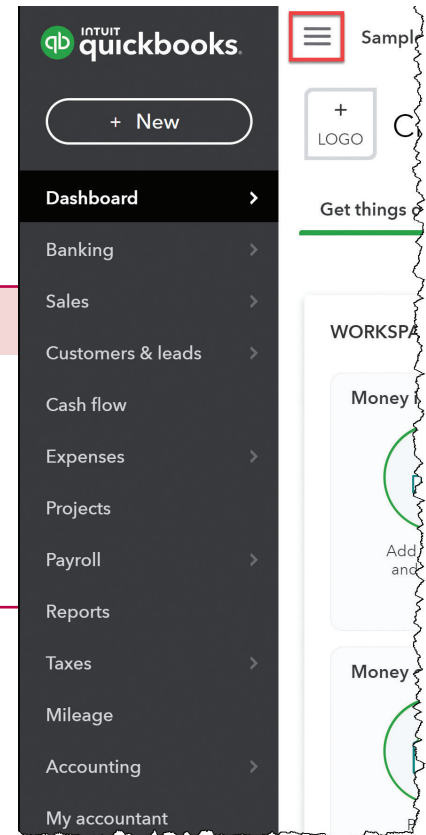 INTUIT
qb quickbooks.
+ New
Dashboard
Banking
Sales
Customers & leads
Cash flow
Expenses
Projects
Payroll
Reports
Taxes
Mileage
Accounting
My accountant
+
LOGO
Get things
Money
Add
and
Money